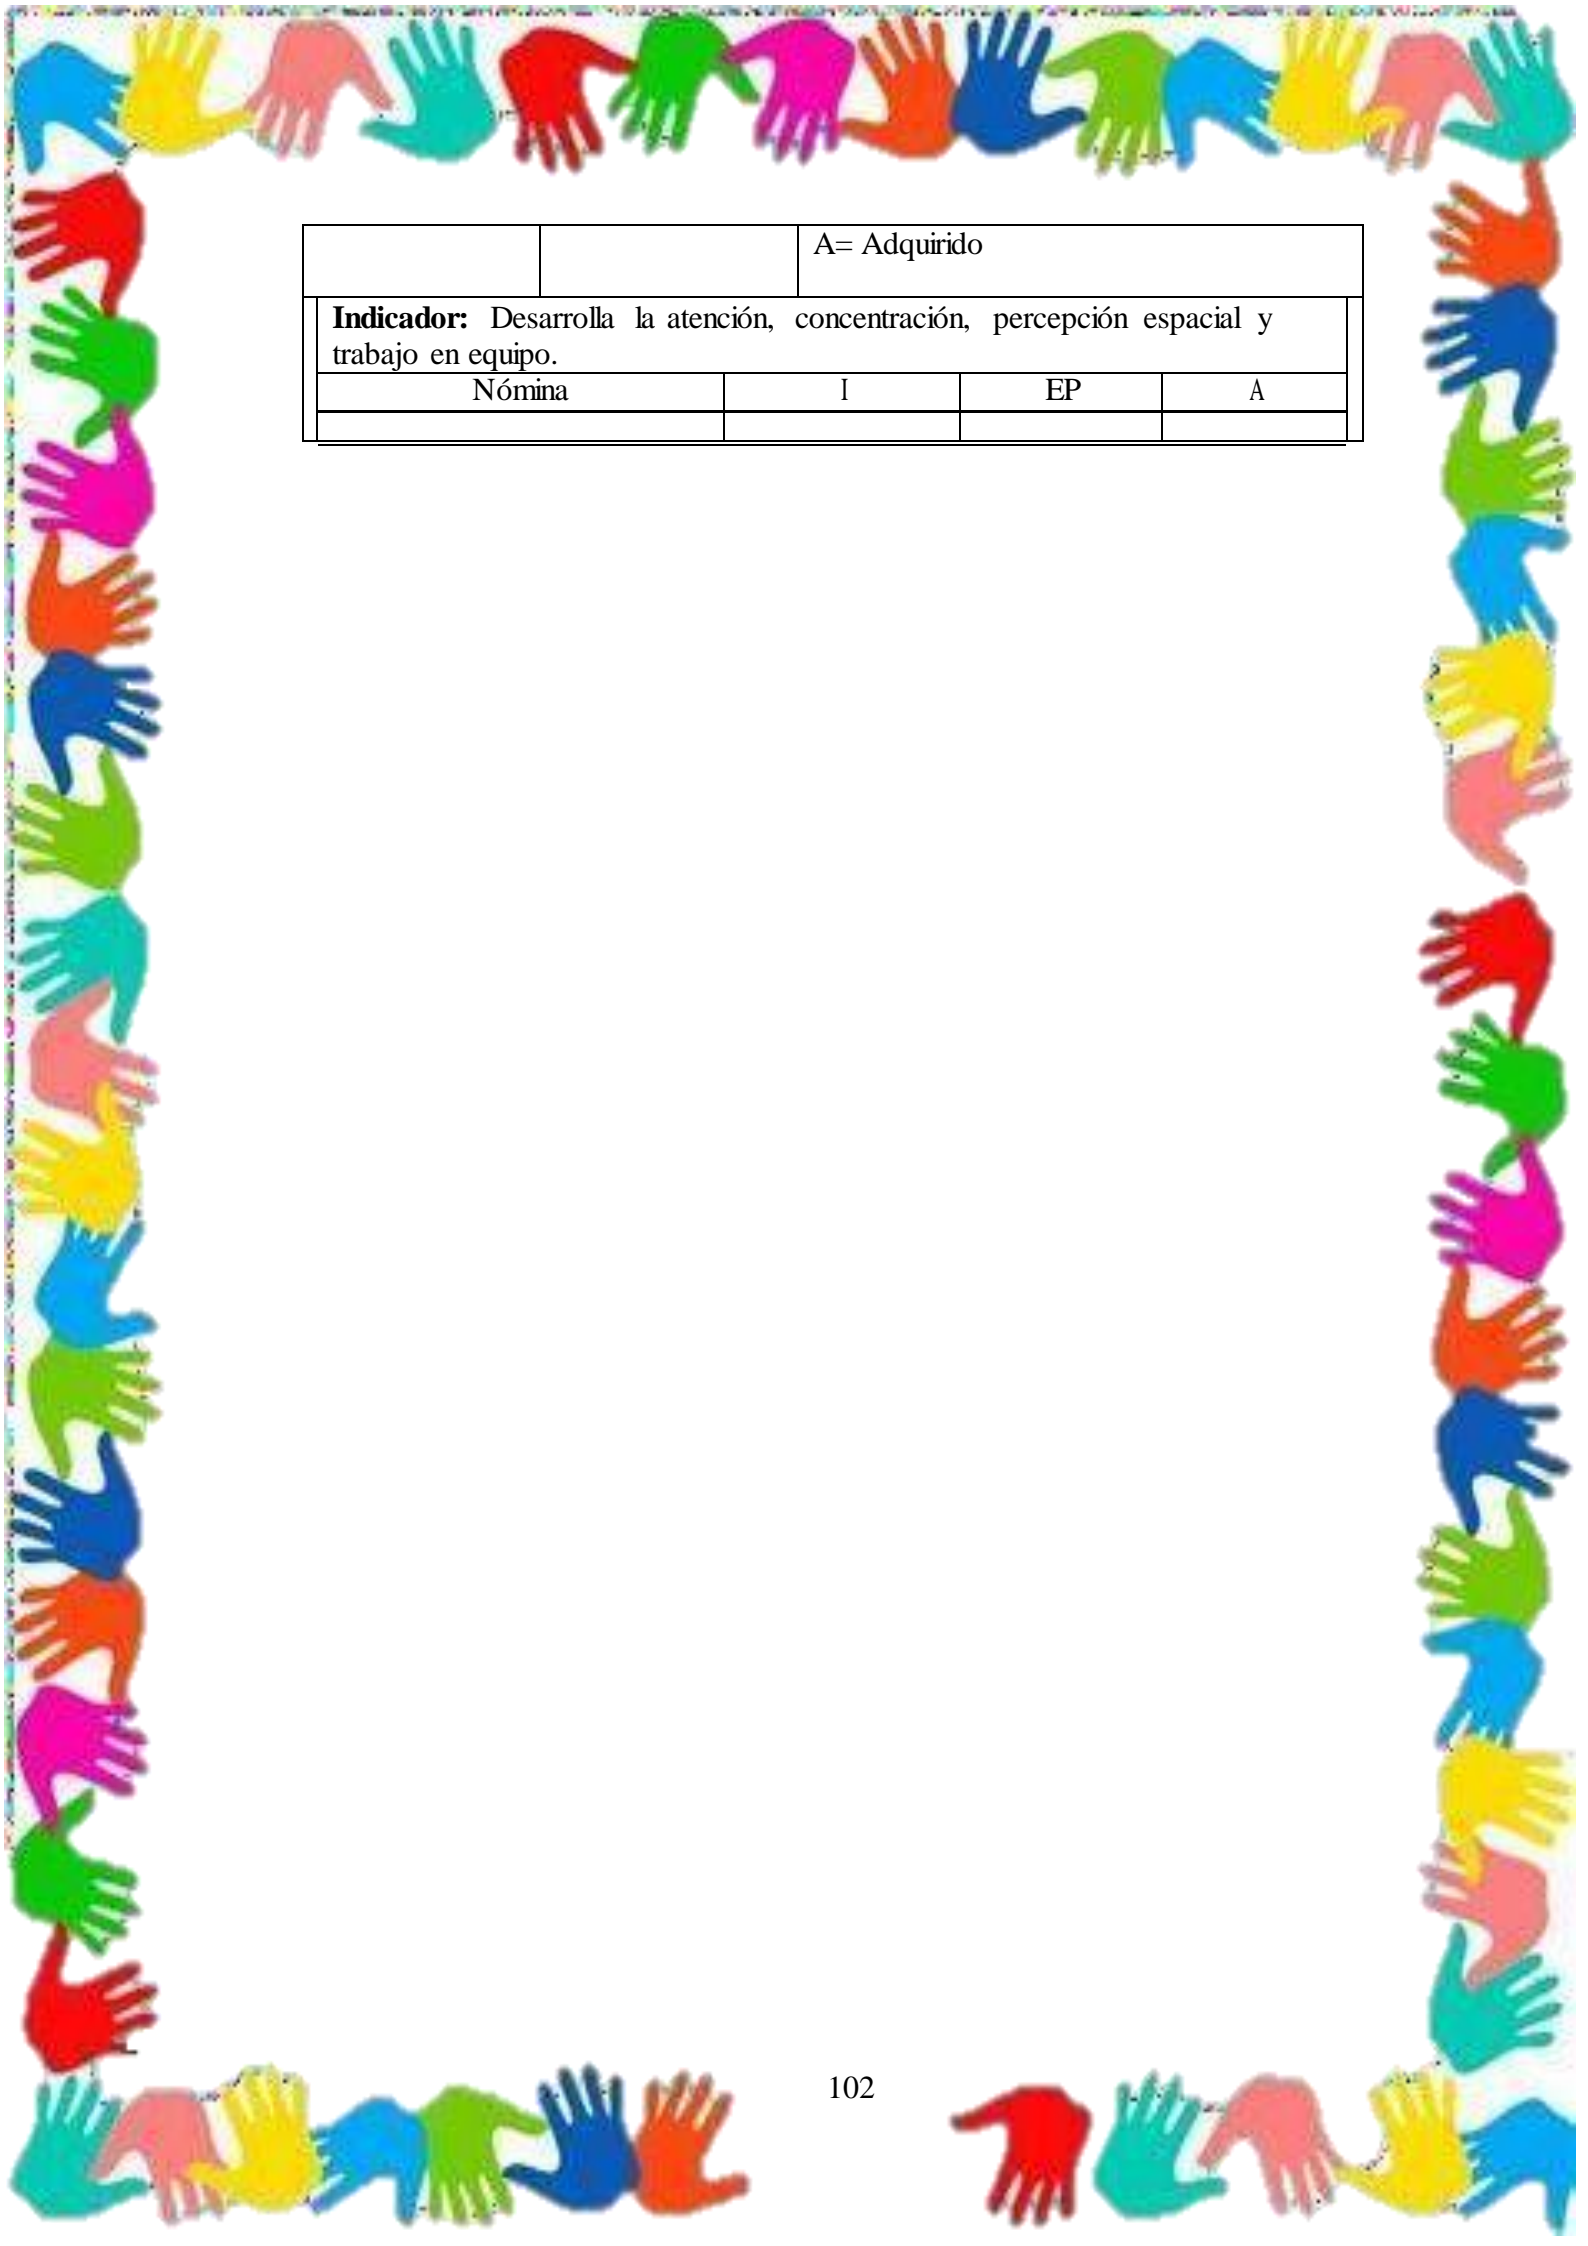 A= Adquirido
Indicador: Desarrolla la atención, concentración, percepción espacial y
trabajo en equipo.
Nómina I EP A
102